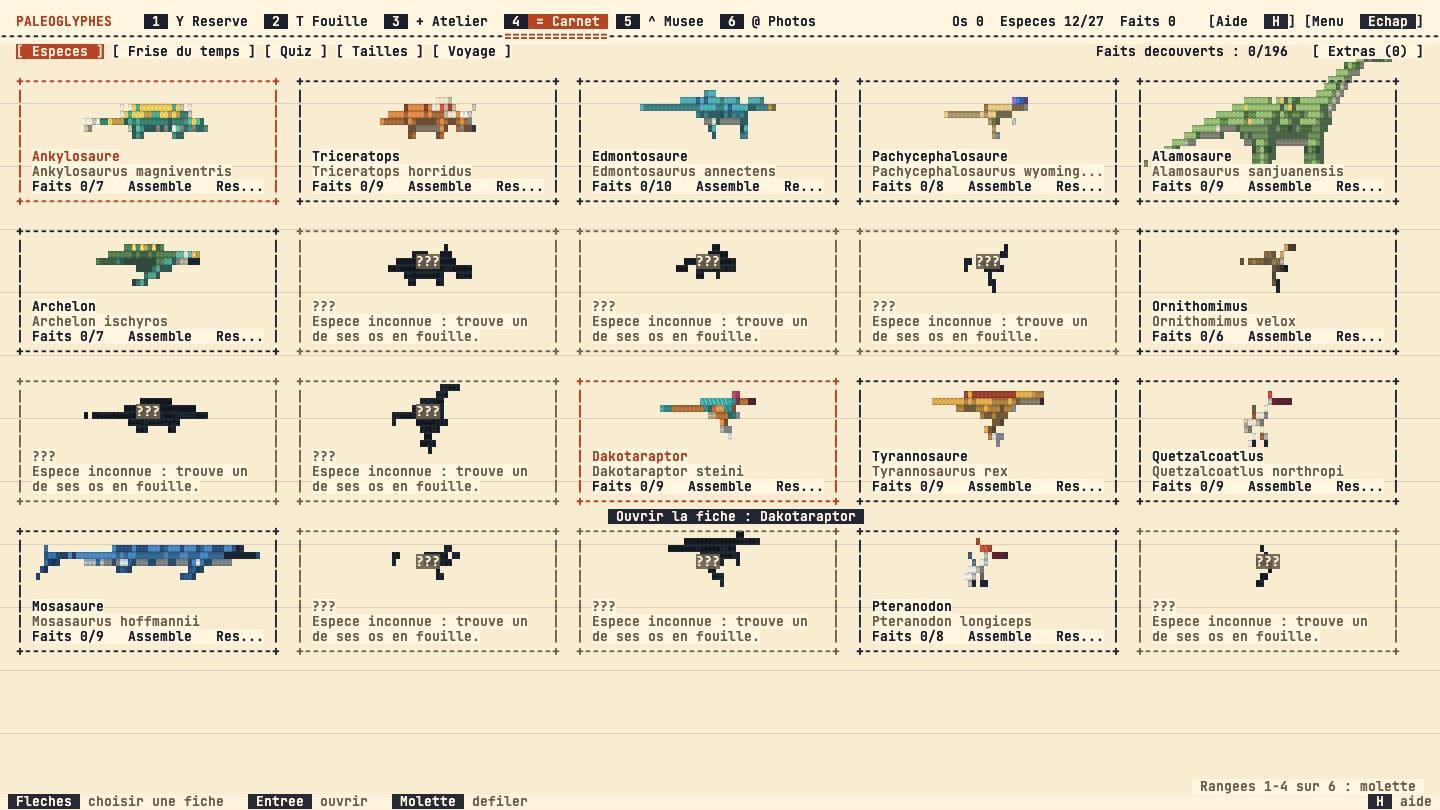 PALEOGLYPHES 1 Y Reserve 2 T Fouille 3 + Atelier 4 = Carnet 5 ^ Musee 6 @ Photos Os 0 Especes 12/27 Faits 0 [Aide H ] [Menu Echap ]
[ Especes ] [ Frise du temps ] [ Quiz ] [ Tailles ] [ Voyage ] Faits decouverts : 0/196 [ Extras (0) ]
Ankylosaure
Ankylosaurus magniventris
Faits 0/7 Assemble Res...
Triceratops
Triceratops horridus
Faits 0/9 Assemble Res...
Edmontosaure
Edmontosaurus annectens
Faits 0/10 Assemble Re...
Pachycephalosaure
Pachycephalosaurus wyoming...
Faits 0/8 Assemble Res...
Alamosaure
Alamosaurus sanjuanensis
Faits 0/9 Assemble Res...
Archelon
Archelon ischyros
Faits 0/7 Assemble Res...
???
???
Espece inconnue : trouve un
de ses os en fouille.
???
???
Espece inconnue : trouve un
de ses os en fouille.
???
???
Espece inconnue : trouve un
de ses os en fouille.
Ornithomimus
Ornithomimus velox
Faits 0/6 Assemble Res...
???
???
Espece inconnue : trouve un
de ses os en fouille.
???
???
Espece inconnue : trouve un
de ses os en fouille.
Dakotaraptor
Dakotaraptor steini
Faits 0/9 Assemble Res...
Tyrannosaure
Tyrannosaurus rex
Faits 0/9 Assemble Res...
Quetzalcoatlus
Quetzalcoatlus northropi
Faits 0/9 Assemble Res...
Ouvrir la fiche : Dakotaraptor
Mosasaure
Mosasaurus hoffmannii
Faits 0/9 Assemble Res...
???
???
Espece inconnue : trouve un
de ses os en fouille.
???
???
Espece inconnue : trouve un
de ses os en fouille.
Pteranodon
Pteranodon longiceps
Faits 0/8 Assemble Res...
???
???
Espece inconnue : trouve un
de ses os en fouille.
Rangees 1-4 sur 6 : molette
Fleches choisir une fiche Entree ouvrir Molette defiler H aide